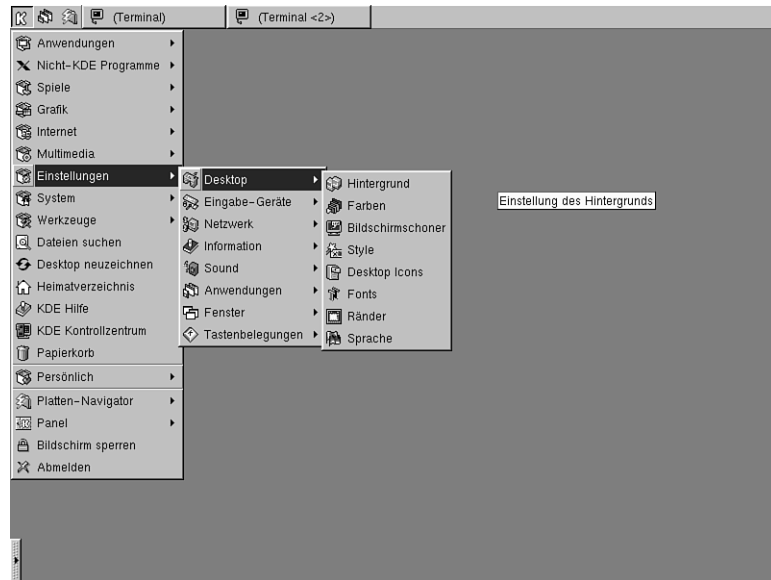 (Terminal)
(Terminal <2>)
Anwendungen
Nicht-KDE Programme
Spiele
Grafik
Internet
Multimedia
Einstellungen
System
Werkzeuge
Dateien suchen
Desktop neuzeichnen
Heimatverzeichnis
KDE Hilfe
KDE Kontrollzentrum
Papierkorb
Persönlich
Platten-Navigator
Panel
Bildschirm sperren
Abmelden
Desktop
Eingabe-Geräte
Netzwerk
Information
Sound
Anwendungen
Fenster
Tastenbelegungen
Hintergrund
Farben
Bildschirmschoner
Style
Desktop Icons
Fonts
Ränder
Sprache
Einstellung des Hintergrunds